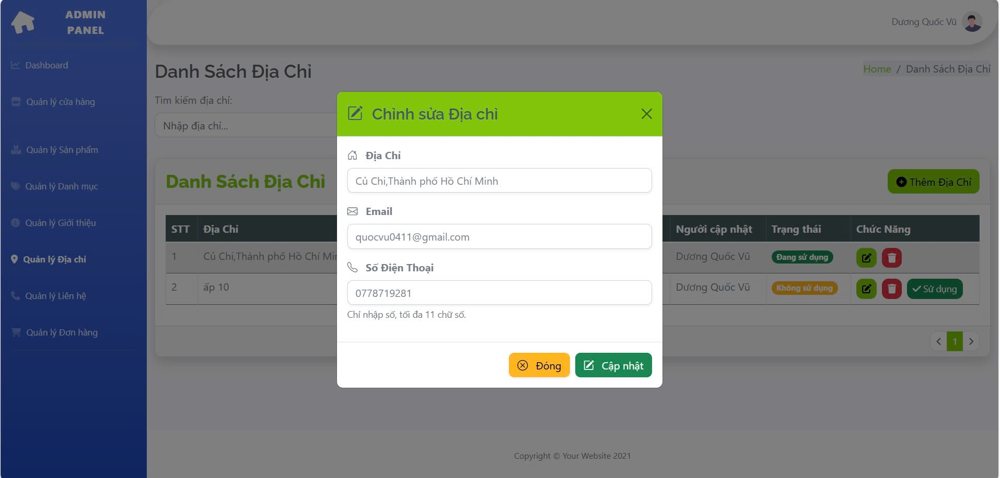 ADMIN
PANEL
Dương Quốc Vũ
Dashboard
Quản lý cửa hàng
Quản lý Sản phẩm
Quản lý Danh mục
Quản lý Giới thiệu
Quản lý Địa chỉ
Quản lý Liên hệ
Quản lý Đơn hàng
Danh Sách Địa Chỉ
Home / Danh Sách Địa Chỉ
Tìm kiếm địa chỉ:
Nhập địa chỉ...
Danh Sách Địa Chỉ
Thêm Địa Chỉ
STT Địa Chỉ Người cập nhật Trạng thái Chức Năng
1 Củ Chi,Thành phố Hồ Chí Dương Quốc Vũ Đang sử dụng
2 ấp 10 Dương Quốc Vũ Không sử dụng Sử dụng
1
Chỉnh sửa Địa chỉ
Địa Chỉ
Củ Chi,Thành phố Hồ Chí Minh
Email
quocvu0411@gmail.com
Số Điện Thoại
0778719281
Chỉ nhập số, tối đa 11 chữ số.
Đóng Cập nhật
Copyright © Your Website 2021